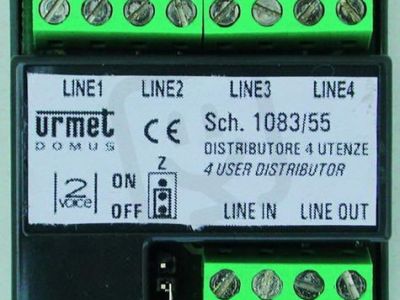 LINE1 LINE2 LINE3 LINE4
urmet
DOMUS
CE
Sch. 1083/55
DISTRIBUTORE 4 UTENZE
4 USER DISTRIBUTOR
2
voice
Z
ON
OFF
LINE IN LINE OUT